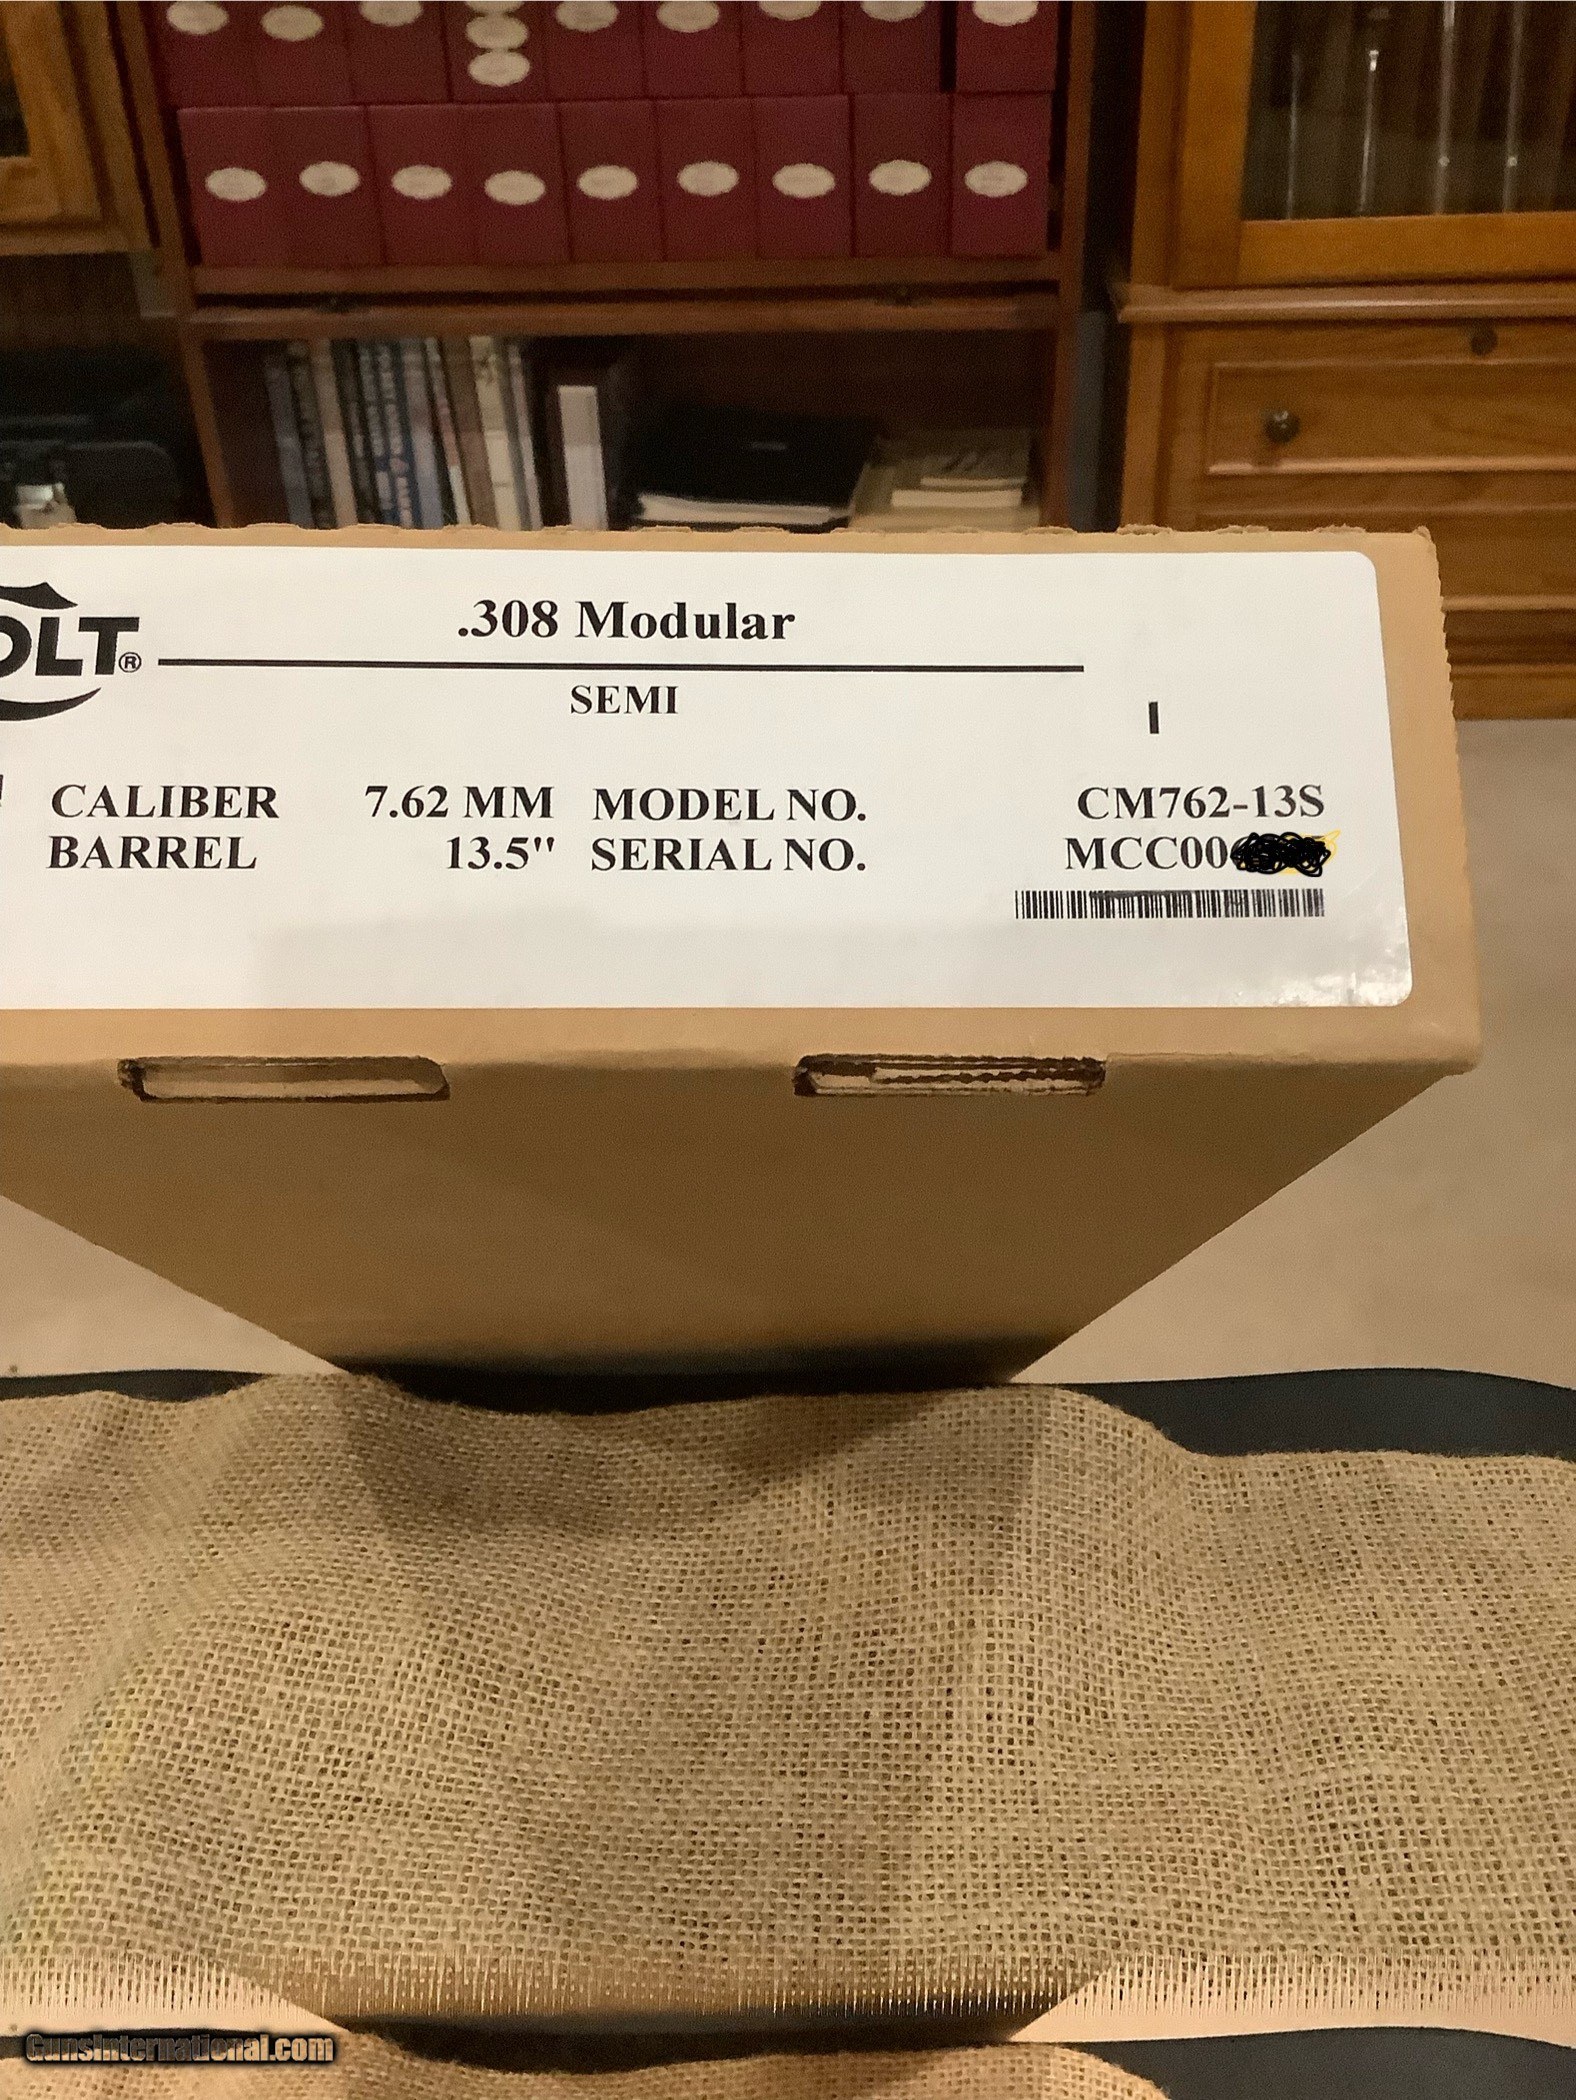 OLT®
.308 Modular
SEMI
I
CALIBER 7.62 MM MODEL NO. CM762-13S
BARREL 13.5" SERIAL NO. MCC00
GunsInternational.com